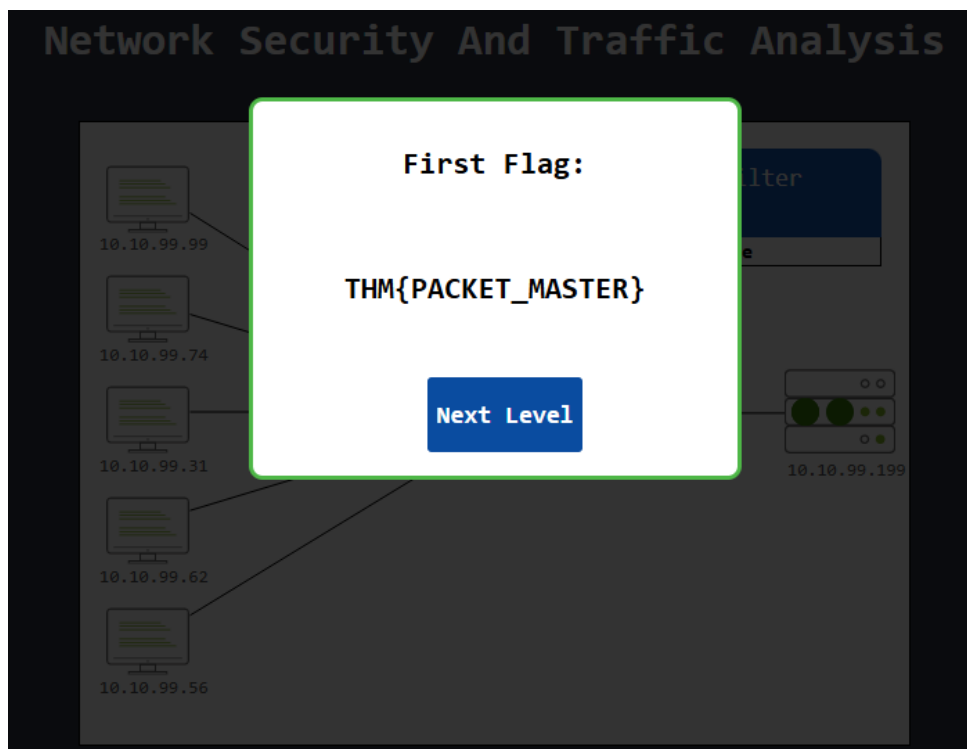 Network Security And Traffic Analysis
First Flag:
THM{PACKET_MASTER}
Next Level
10.10.99.99
10.10.99.74
10.10.99.31
10.10.99.62
10.10.99.56
ilter
e
10.10.99.199